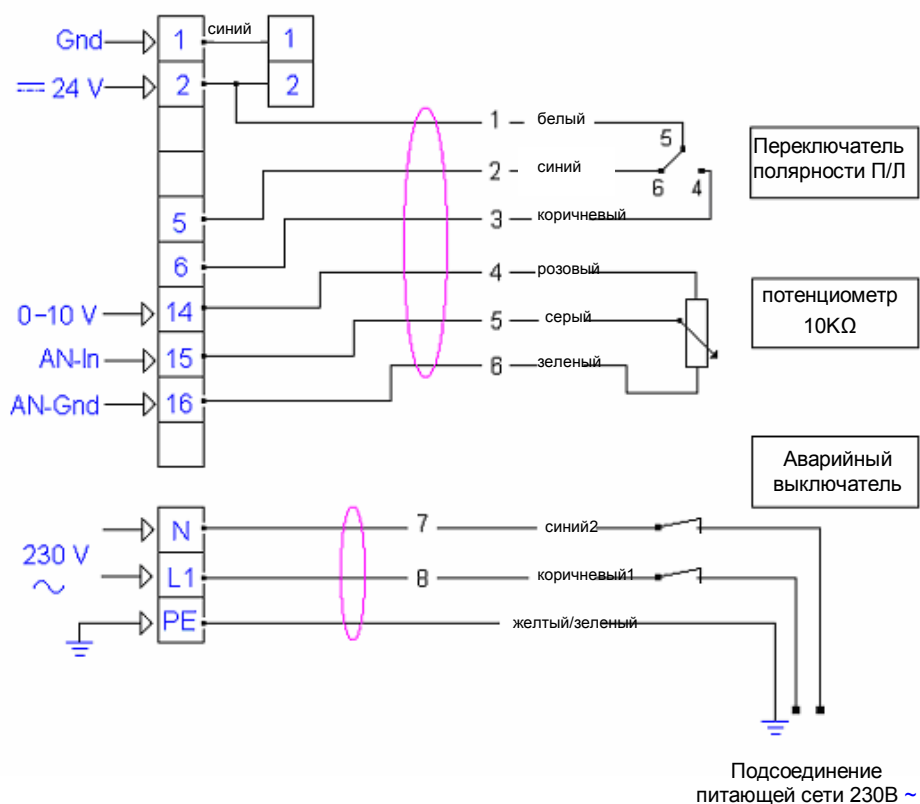 Gnd
1
синий
1
24 V
2
2
1
белый
5
Переключатель
полярности П/Л
2
синий
6
4
5
3
коричневый
6
4
розовый
0-10 V
14
потенциометр
10KΩ
5
серый
AN-In
15
6
зеленый
AN-Gnd
16
Аварийный
выключатель
230 V
N
7
синий2
L1
8
коричневый1
PE
желтый/зеленый
Подсоединение
питающей сети 230В ~